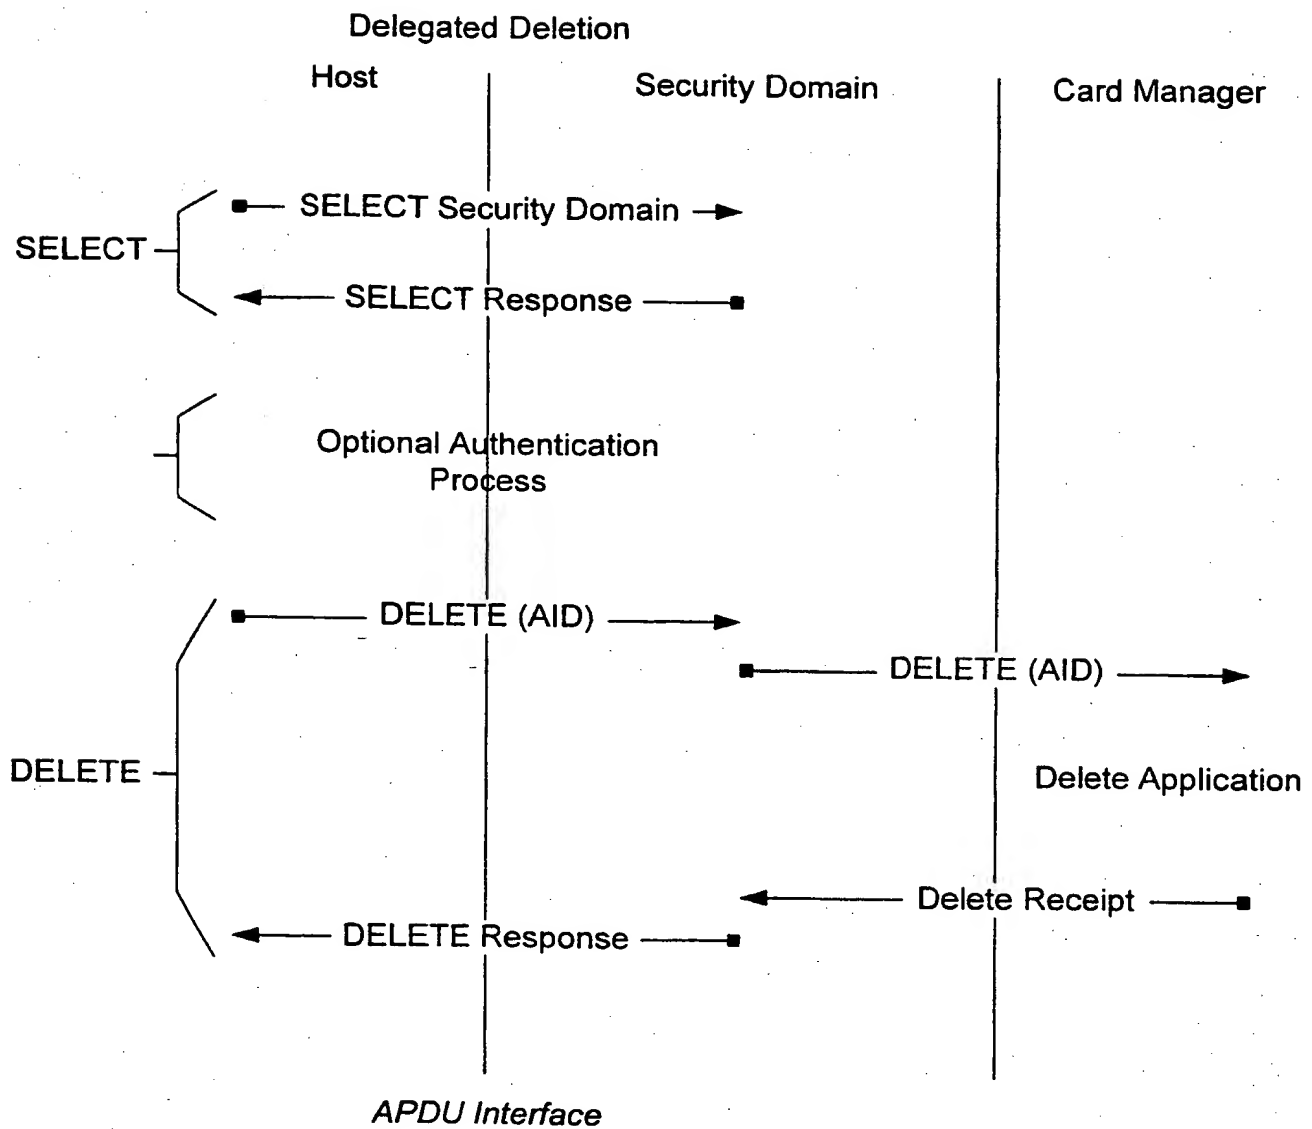 Delegated Deletion
Host
Security Domain
Card Manager
SELECT Security Domain
SELECT
SELECT Response
Optional Authentication
Process
DELETE (AID)
DELETE (AID)
DELETE
Delete Application
Delete Receipt
DELETE Response
APDU Interface